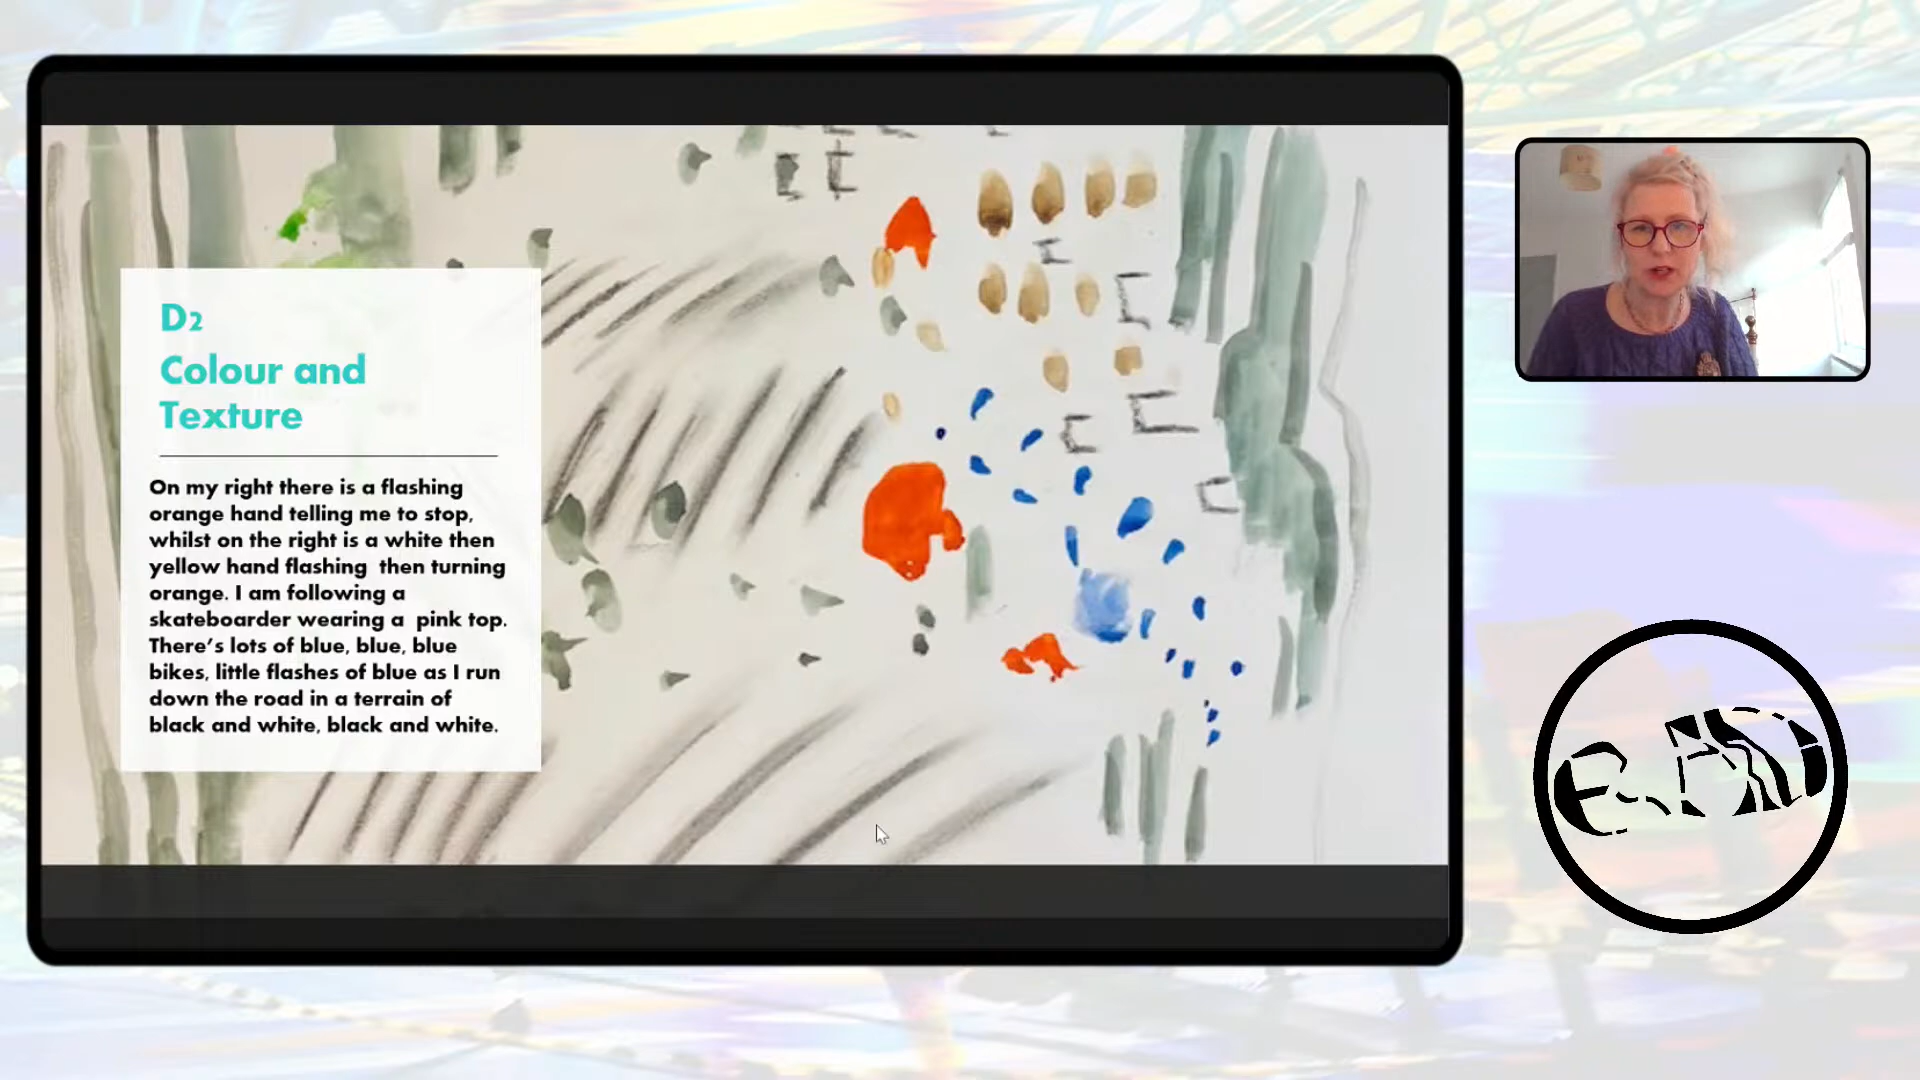 D2
Colour and
Texture
On my right there is a flashing
orange hand telling me to stop,
whilst on the right is a white then
yellow hand flashing  then turning
orange. I am following a
skateboarder wearing a  pink top.
There's lots of blue, blue, blue
bikes, little flashes of blue as I run
down the road in a terrain of
black and white, black and white.